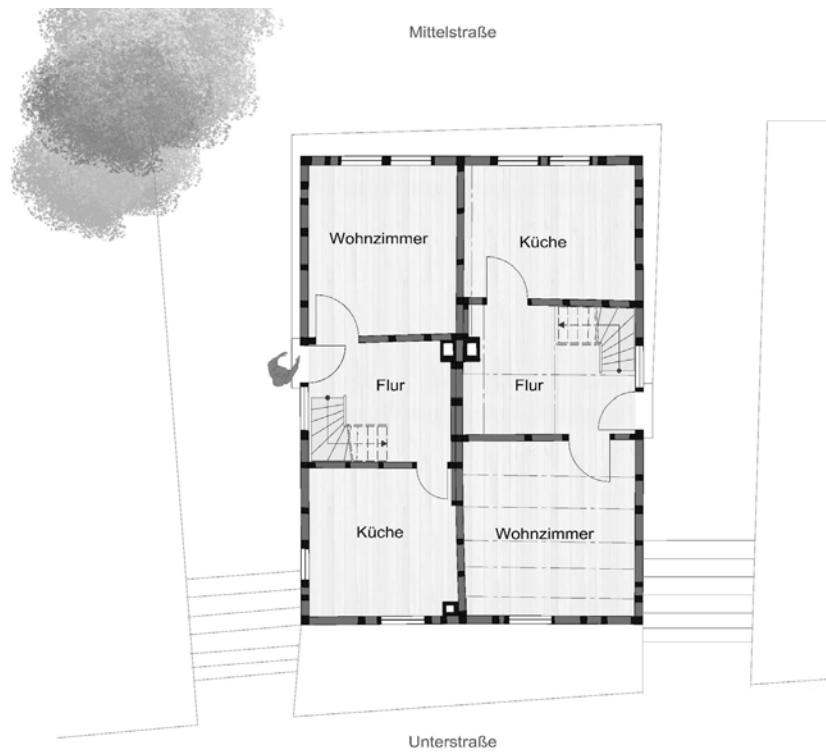 Mittelstraße
Wohnzimmer
Küche
Flur
Flur
Küche
Wohnzimmer
Unterstraße